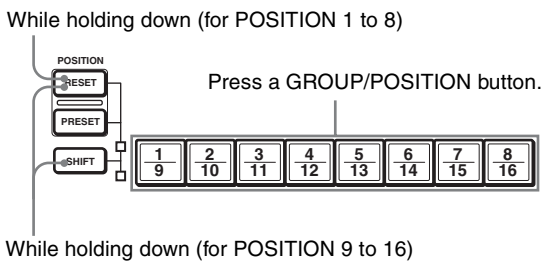 While holding down (for POSITION 1 to 8)
POSITION
RESET
Press a GROUP/POSITION button.
PRESET
SHIFT
1 2 3 4 5 6 7 8
9 10 11 12 13 14 15 16
While holding down (for POSITION 9 to 16)